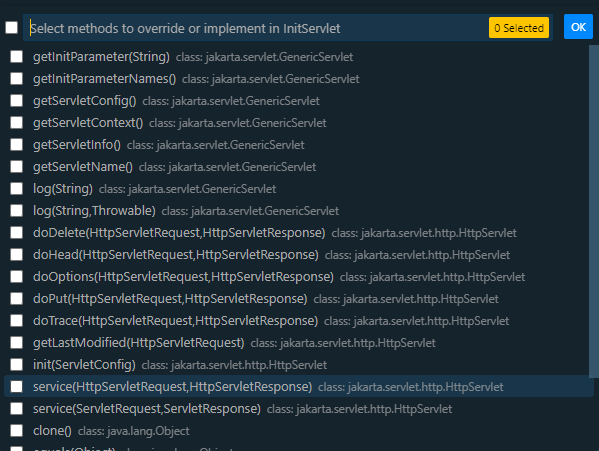 Select methods to override or implement in InitServlet
0 Selected
OK
getInitParameter(String) class: jakarta.servlet.GenericServlet
getInitParameterNames() class: jakarta.servlet.GenericServlet
getServletConfig() class: jakarta.servlet.GenericServlet
getServletContext() class: jakarta.servlet.GenericServlet
getServletInfo() class: jakarta.servlet.GenericServlet
getServletName() class: jakarta.servlet.GenericServlet
log(String) class: jakarta.servlet.GenericServlet
log(String,Throwable) class: jakarta.servlet.GenericServlet
doDelete(HttpServletRequest,HttpServletResponse) class: jakarta.servlet.http.HttpServlet
doHead(HttpServletRequest,HttpServletResponse) class: jakarta.servlet.http.HttpServlet
doOptions(HttpServletRequest,HttpServletResponse) class: jakarta.servlet.http.HttpServlet
doPut(HttpServletRequest,HttpServletResponse) class: jakarta.servlet.http.HttpServlet
doTrace(HttpServletRequest,HttpServletResponse) class: jakarta.servlet.http.HttpServlet
getLastModified(HttpServletRequest) class: jakarta.servlet.http.HttpServlet
init(ServletConfig) class: jakarta.servlet.http.HttpServlet
service(HttpServletRequest,HttpServletResponse) class: jakarta.servlet.http.HttpServlet
service(ServletRequest,ServletResponse) class: jakarta.servlet.http.HttpServlet
clone() class: java.lang.Object
equals(Object) class: java.lang.Object